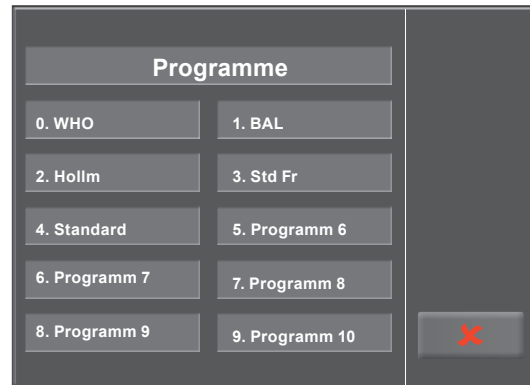 Programme
0. WHO
1. BAL
2. Hollm
3. Std Fr
4. Standard
5. Programm 6
6. Programm 7
7. Programm 8
8. Programm 9
9. Programm 10